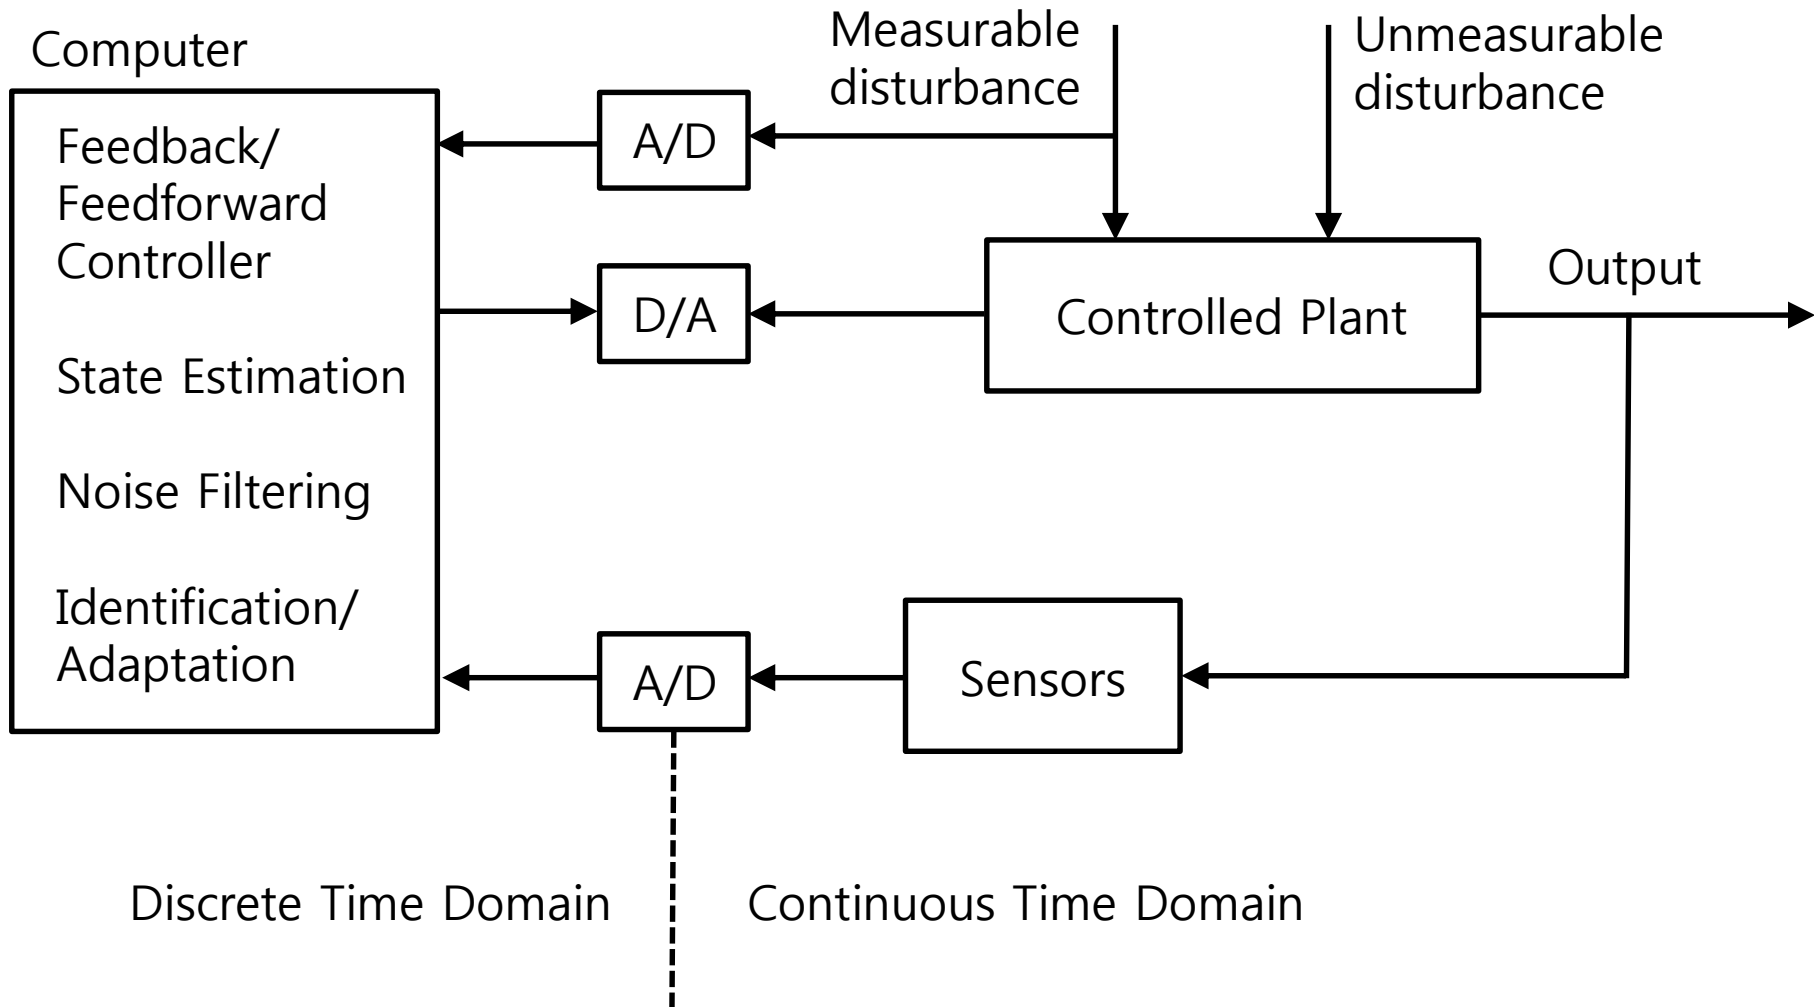 Computer
Feedback/
Feedforward
Controller
State Estimation
Noise Filtering
Identification/
Adaptation
A/D
D/A
A/D
Measurable
disturbance
Unmeasurable
disturbance
Controlled Plant
Output
Sensors
Discrete Time Domain
Continuous Time Domain